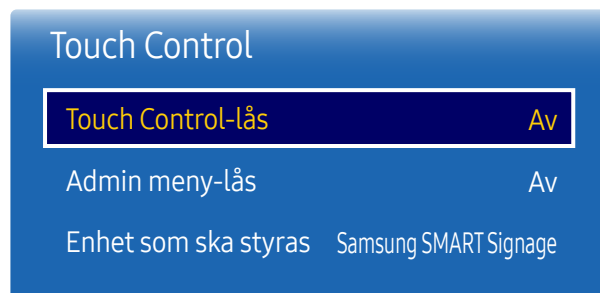 Touch Control
Touch Control-lås Av
Admin meny-lås Av
Enhet som ska styras Samsung SMART Signage